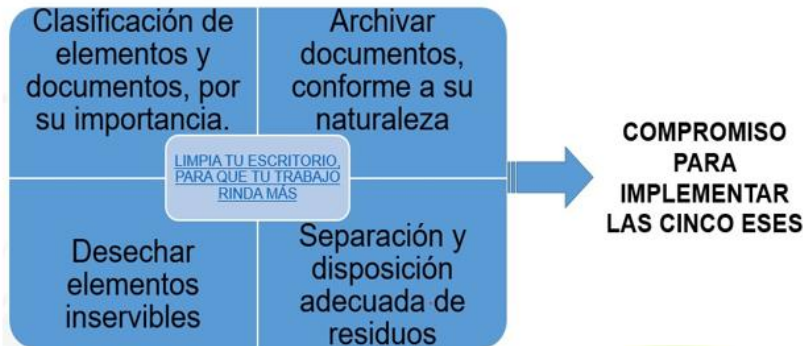 Clasificación de
elementos y
documentos, por
su importancia.
Archivar
documentos,
conforme a su
naturaleza
LIMPIA TU ESCRITORIO,
PARA QUE TU TRABAJO
RINDA MÁS
Desechar
elementos
inservibles
Separación y
disposición
adecuada de
residuos
COMPROMISO
PARA
IMPLEMENTAR
LAS CINCO ESES